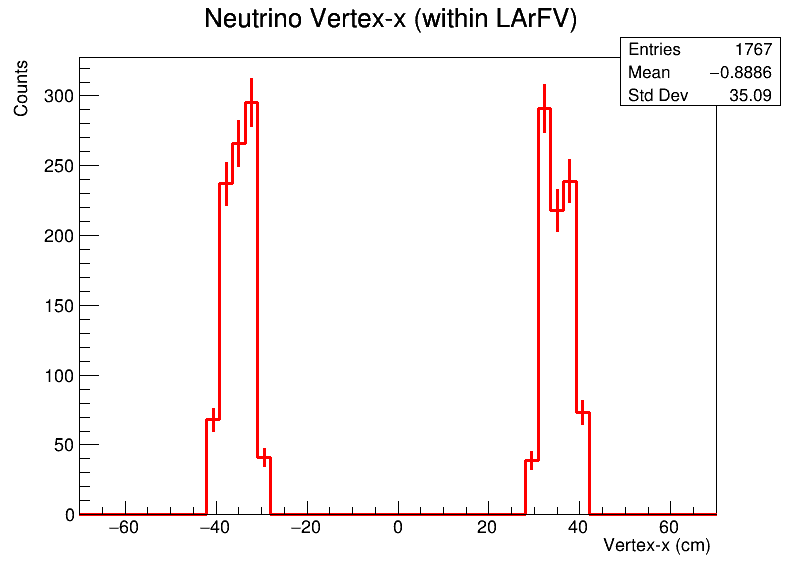 Neutrino Vertex-x (within LArFV)
Entries 1767
Mean −0.8886
Std Dev 35.09
Counts
300
250
200
150
100
50
0
−60 −40 −20 0 20 40 60
Vertex-x (cm)